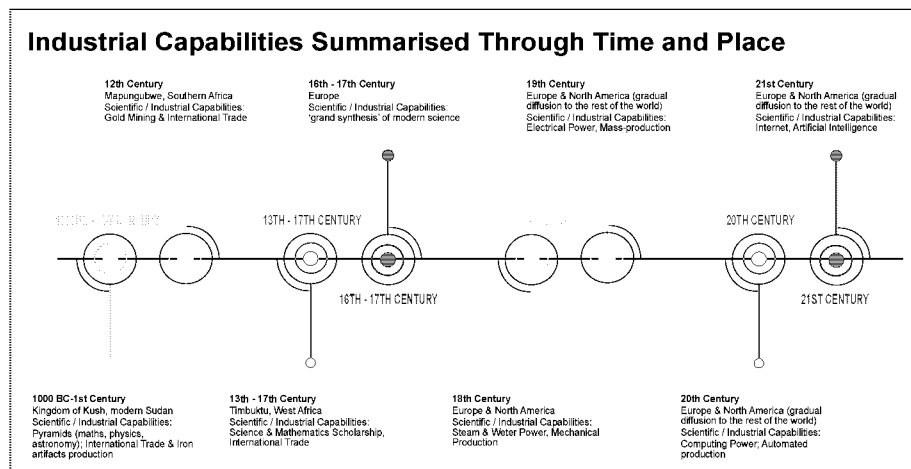 Industrial Capabilities Summarised Through Time and Place
12th Century
Mapungubwe, Southern Africa
Scientific / Industrial Capabilities:
Gold Mining & International Trade
16th - 17th Century
Europe
Scientific / Industrial Capabilities:
'grand synthesis' of modern science
19th Century
Europe & North America (gradual
diffusion to the rest of the world)
Scientific / Industrial Capabilities:
Electrical Power, Mass-production
21st Century
Europe & North America (gradual
diffusion to the rest of the world)
Scientific / Industrial Capabilities:
Internet, Artificial Intelligence
13TH - 17TH CENTURY
20TH CENTURY
16TH - 17TH CENTURY
21ST CENTURY
1000 BC-1st Century
Kingdom of Kush, modern Sudan
Scientific / Industrial Capabilities:
Pyramids (maths, physics,
astronomy); International Trade & Iron
artifacts production
13th - 17th Century
Timbuktu, West Africa
Scientific / Industrial Capabilities:
Science & Mathematics Scholarship,
International Trade
18th Century
Europe & North America
Scientific / Industrial Capabilities:
Steam & Weter Power, Mechanical
Production
20th Century
Europe & North America (gradual
diffusion to the rest of the world)
Scientific / Industrial Capabilities:
Computing Power; Automated
production